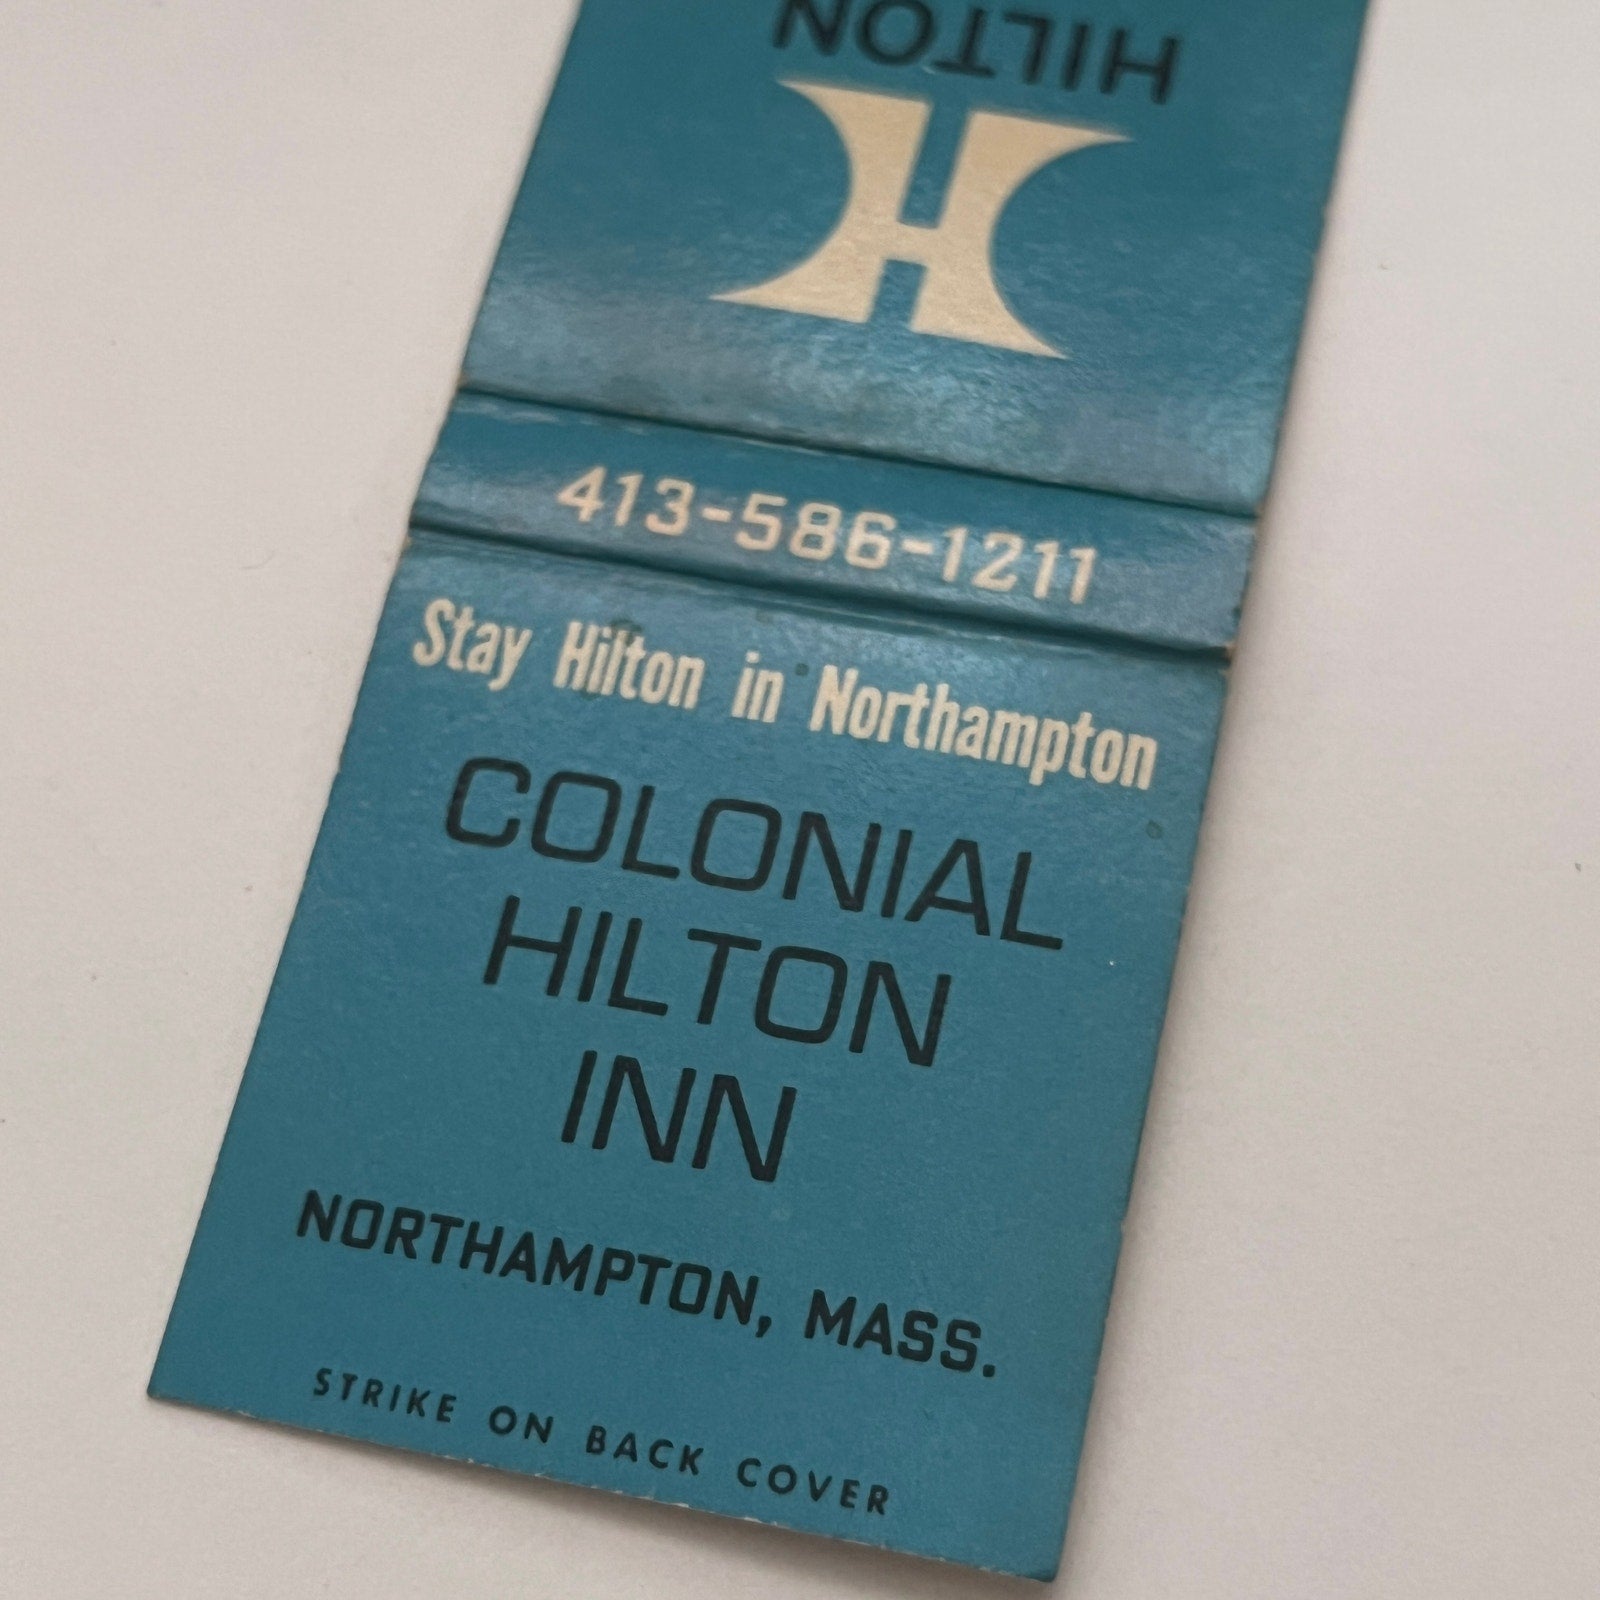 HILTON
H
413-586-1211
Stay Hilton in Northampton
COLONIAL
HILTON
INN
NORTHAMPTON, MASS.
STRIKE ON BACK COVER